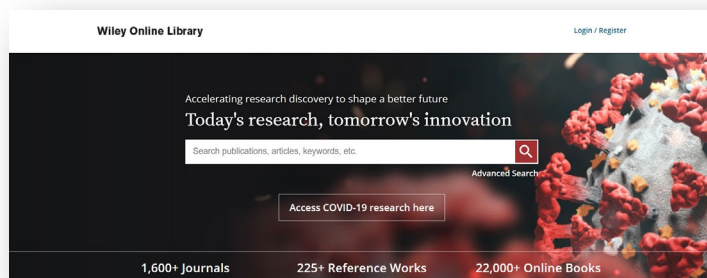 Wiley Online Library
Login / Register
Accelerating research discovery to shape a better future
Today's research, tomorrow's innovation
Search publications, articles, keywords, etc.
Advanced Search
Access COVID-19 research here
1,600+ Journals
225+ Reference Works
22,000+ Online Books